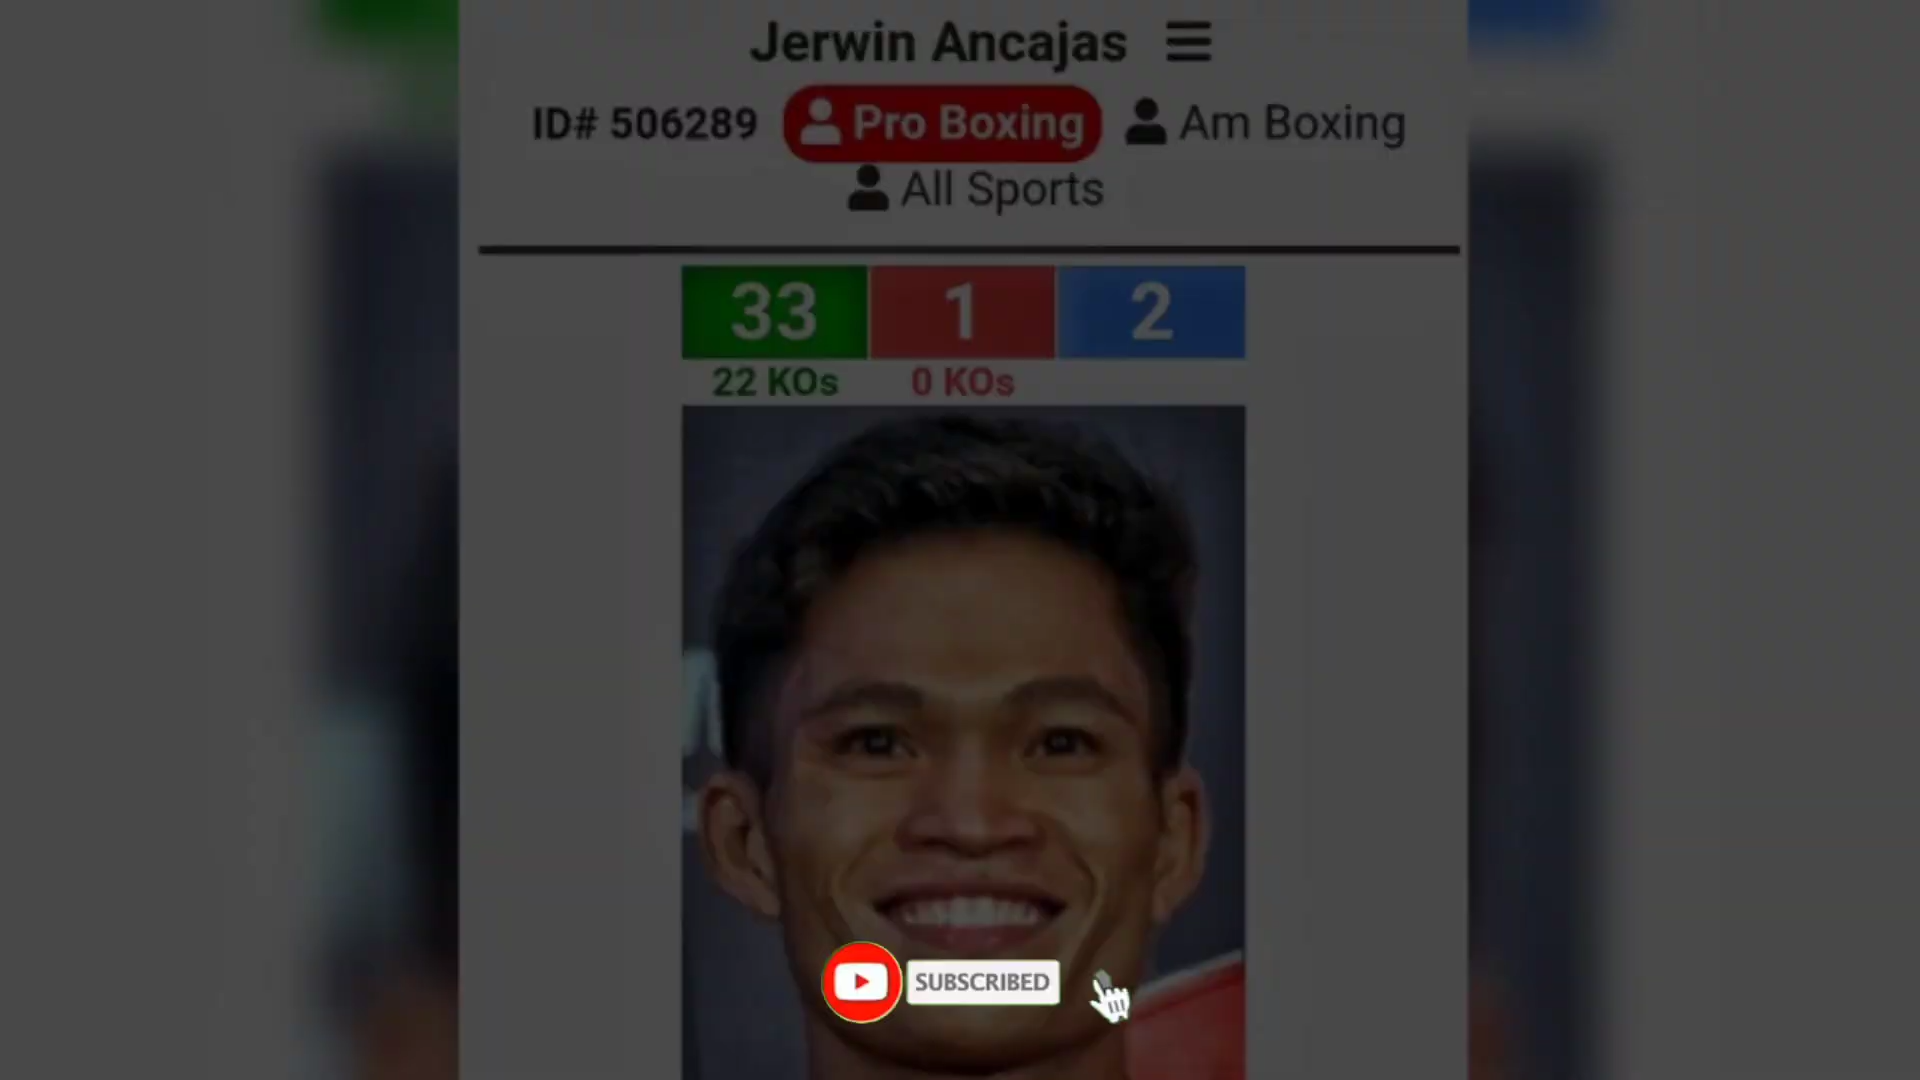 Jerwin Ancajas
ID# 506289 Pro Boxing Am Boxing
All Sports
33 1 2
22 KOs 0 KOs
SUBSCRIBED